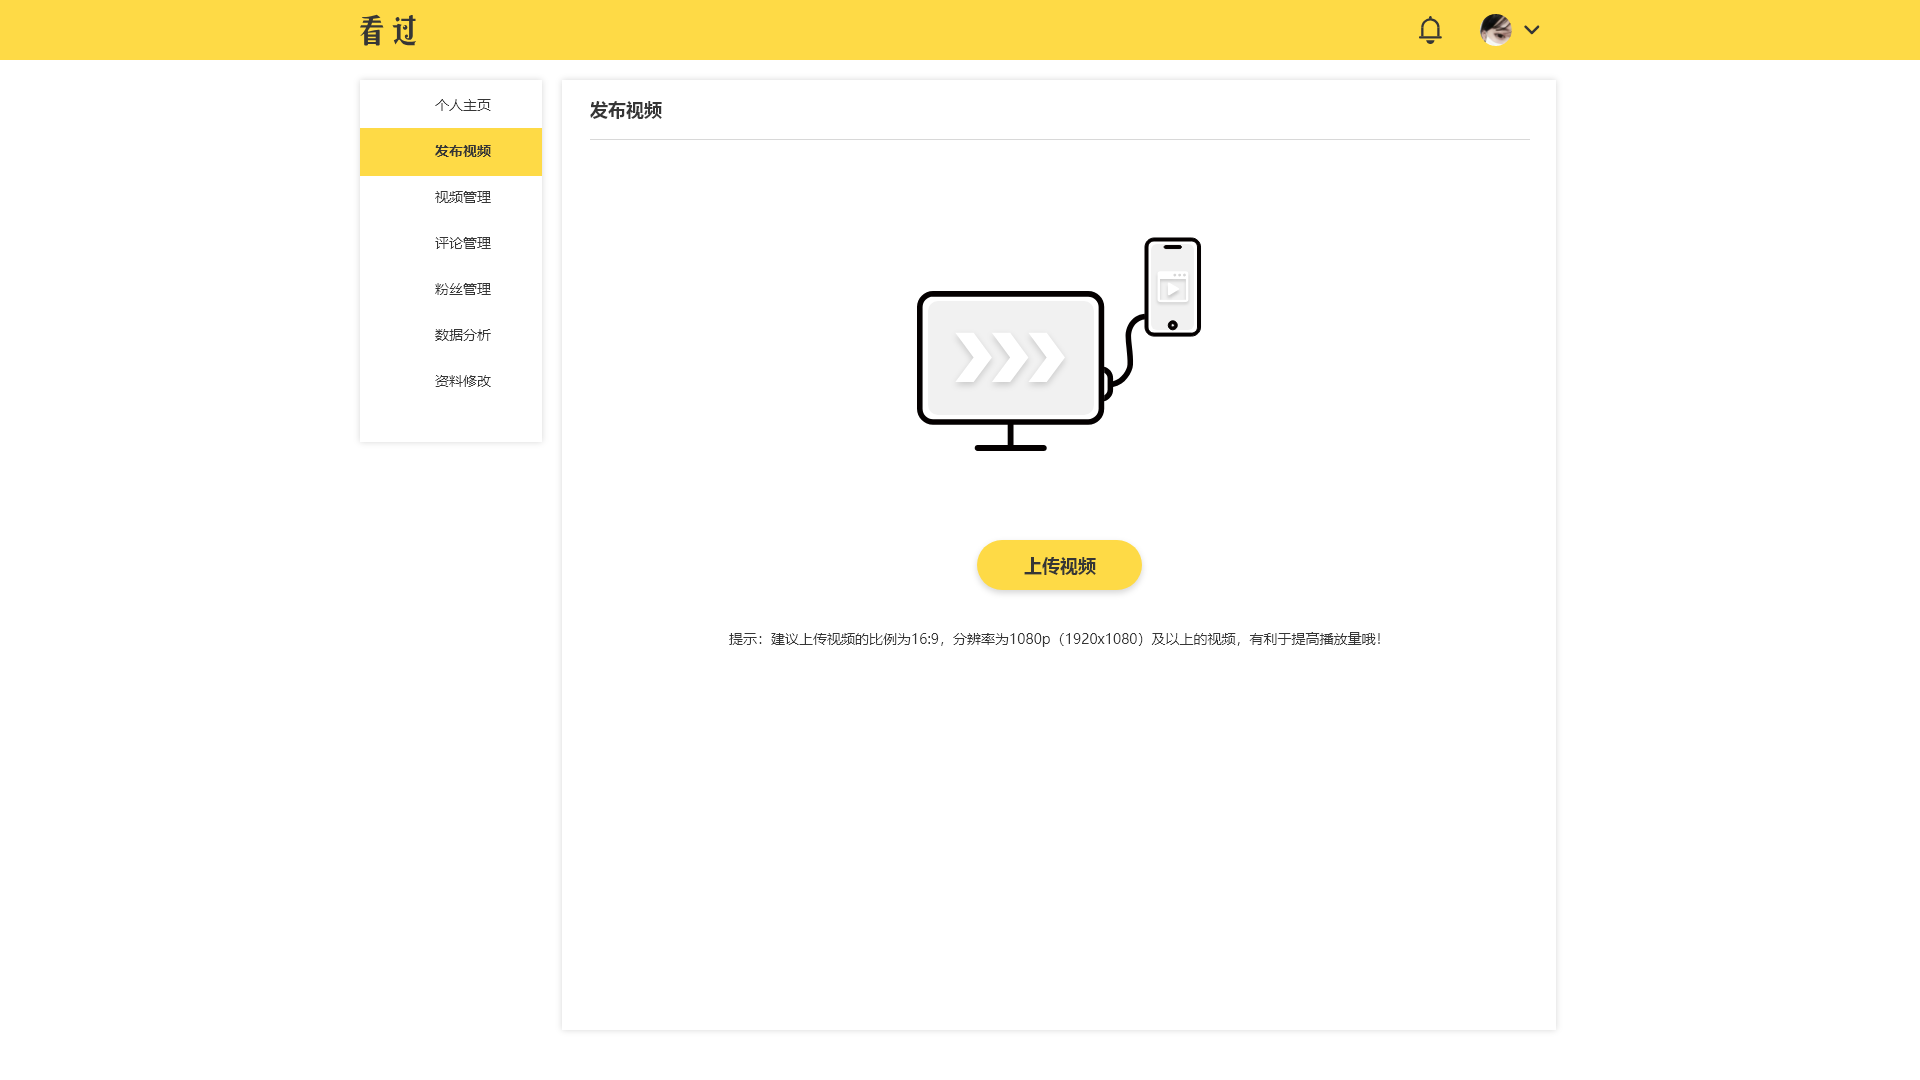 看过
个人主页
发布视频
视频管理
评论管理
粉丝管理
数据分析
资料修改
发布视频
上传视频
提示：建议上传视频的比例为16:9，分辨率为1080p（1920x1080）及以上的视频，有利于提高播放量哦！